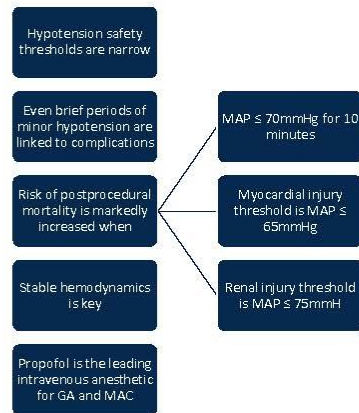 Hypotension safety
thresholds are narrow
Even brief periods of
minor hypotension are
linked to complications
Risk of postprocedural
mortality is markedly
increased when
Stable hemodynamics
is key
Propofol is the leading
intravenous anesthetic
for GA and MAC
MAP ≤ 70mmHg for 10
minutes
Myocardial injury
threshold is MAP ≤
65mmHg
Renal injury threshold
is MAP ≤ 75mmH